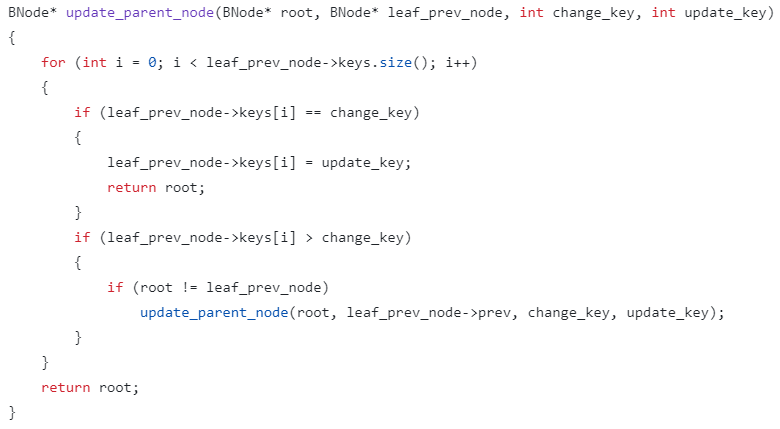 BNode* update_parent_node(BNode* root, BNode* leaf_prev_node, int change_key, int update_key)
{
    for (int i = 0; i < leaf_prev_node->keys.size(); i++)
    {
        if (leaf_prev_node->keys[i] == change_key)
        {
            leaf_prev_node->keys[i] = update_key;
            return root;
        }
        if (leaf_prev_node->keys[i] > change_key)
        {
            if (root != leaf_prev_node)
                update_parent_node(root, leaf_prev_node->prev, change_key, update_key);
        }
    }
    return root;
}